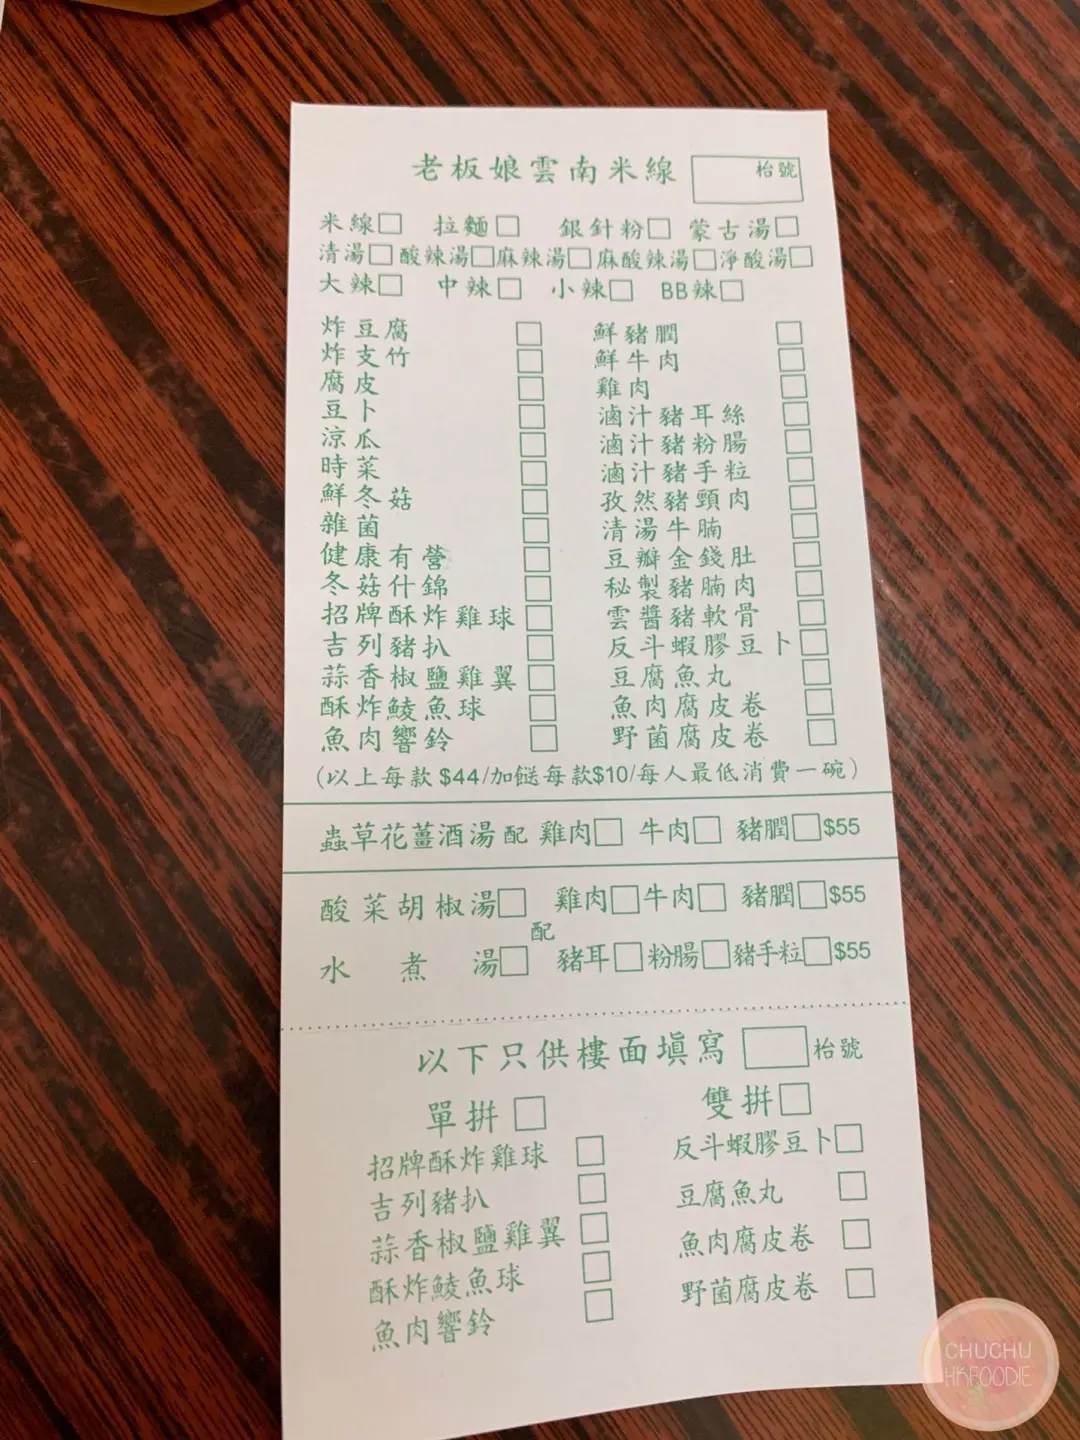 老板娘雲南米線 枱號
米線□ 拉麵□ 銀針粉□ 蒙古湯□
清湯□ 酸辣湯□ 麻辣湯□ 麻酸辣湯□ 淨酸湯□
大辣□ 中辣□ 小辣□ BB辣□
炸豆腐 □ 鮮豬膶 □
炸支竹 □ 鮮牛肉 □
腐皮 □ 雞肉 □
豆卜 □ 滷汁豬耳絲 □
涼瓜 □ 滷汁豬粉腸 □
時菜 □ 滷汁豬手粒 □
鮮冬菇 □ 孜然豬頸肉 □
雜菌 □ 清湯牛腩 □
健康有營 □ 豆瓣金錢肚 □
冬菇什錦 □ 秘製豬腩肉 □
招牌酥炸雞球 □ 雲醬豬軟骨 □
吉列豬扒 □ 反斗蝦膠豆卜 □
蒜香椒鹽雞翼 □ 豆腐魚丸 □
酥炸鯪魚球 □ 魚肉腐皮卷 □
魚肉響鈴 □ 野菌腐皮卷 □
(以上每款$44/加餸每款$10/每人最低消費一碗)
蟲草花薑酒湯 配 雞肉□ 牛肉□ 豬膶□ $55
酸菜胡椒湯□ 雞肉□ 牛肉□ 豬膶□ $55
配
水煮湯□ 豬耳□ 粉腸□ 豬手粒□ $55
以下只供樓面填寫 枱號
單拼 □ 雙拼 □
招牌酥炸雞球 □ 反斗蝦膠豆卜 □
吉列豬扒 □ 豆腐魚丸 □
蒜香椒鹽雞翼 □ 魚肉腐皮卷 □
酥炸鯪魚球 □ 野菌腐皮卷 □
魚肉響鈴 □
CHUCHU
HKFOODIE